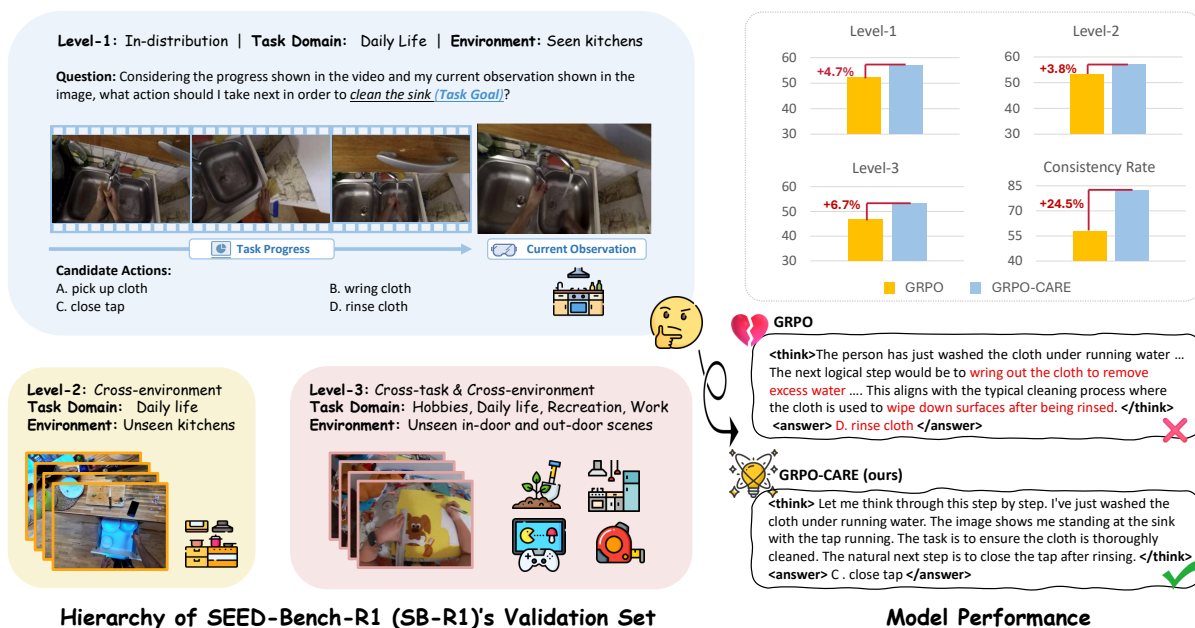 Level-1: In-distribution | Task Domain: Daily Life | Environment: Seen kitchens
Question: Considering the progress shown in the video and my current observation shown in the
image, what action should I take next in order to clean the sink (Task Goal)?
Task Progress
Current Observation
Candidate Actions:
A. pick up cloth
B. wring cloth
C. close tap
D. rinse cloth
Level-2: Cross-environment
Task Domain: Daily life
Environment: Unseen kitchens
Level-3: Cross-task & Cross-environment
Task Domain: Hobbies, Daily life, Recreation, Work
Environment: Unseen in-door and out-door scenes
Hierarchy of SEED-Bench-R1 (SB-R1)'s Validation Set
Level-1
60
50
40
30
+4.7%
Level-2
60
50
40
30
+3.8%
Level-3
60
50
40
30
+6.7%
Consistency Rate
85
70
55
40
+24.5%
GRPO
GRPO-CARE
GRPO
<think>The person has just washed the cloth under running water ...
The next logical step would be to wring out the cloth to remove
excess water .... This aligns with the typical cleaning process where
the cloth is used to wipe down surfaces after being rinsed. </think>
<answer> D. rinse cloth </answer>
GRPO-CARE (ours)
<think> Let me think through this step by step. I've just washed the
cloth under running water. The image shows me standing at the sink
with the tap running. The task is to ensure the cloth is thoroughly
cleaned. The natural next step is to close the tap after rinsing. </think>
<answer> C . close tap </answer>
Model Performance